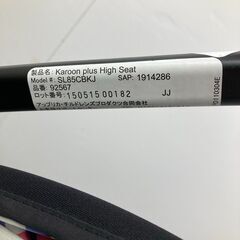 製品名: Karoon plus High Seat
Model #: SL85CBKJ SAP: 1914286
品番: 92567
ロット番号: 15051500182 JJ
アップリカ・チルドレンズプロダクツ合同会社
0110304E